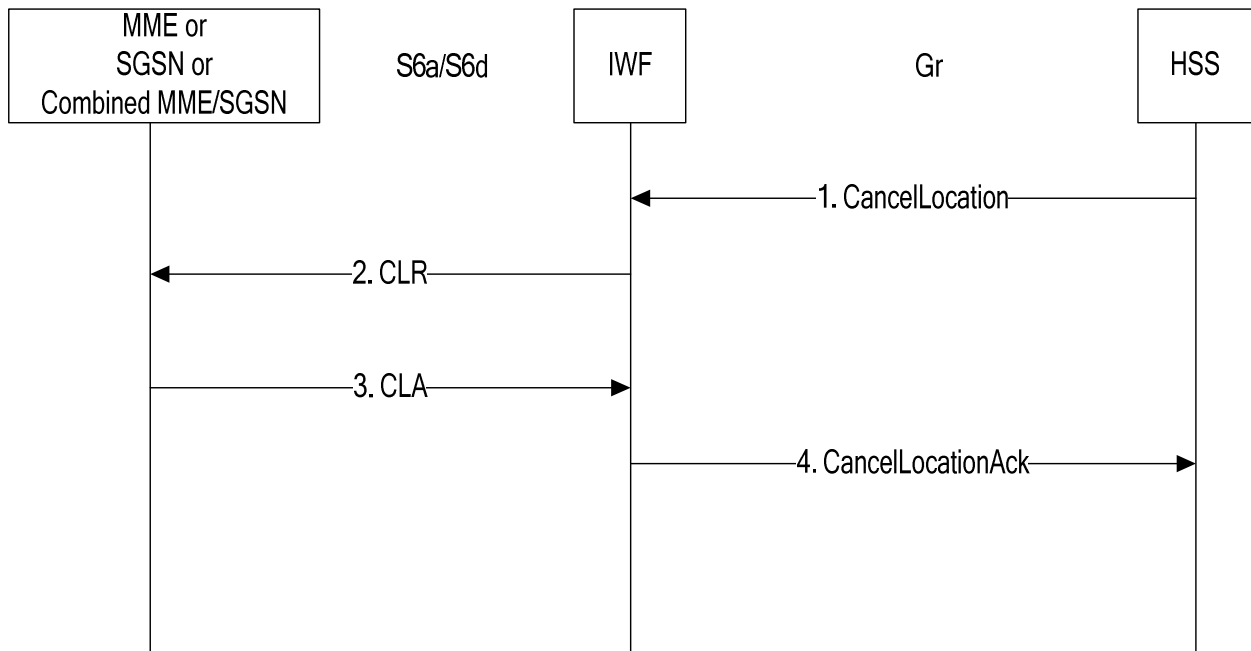 MME or
SGSN or
Combined MME/SGSN
S6a/S6d
IWF
Gr
HSS
1. CancelLocation
2. CLR
3. CLA
4. CancelLocationAck